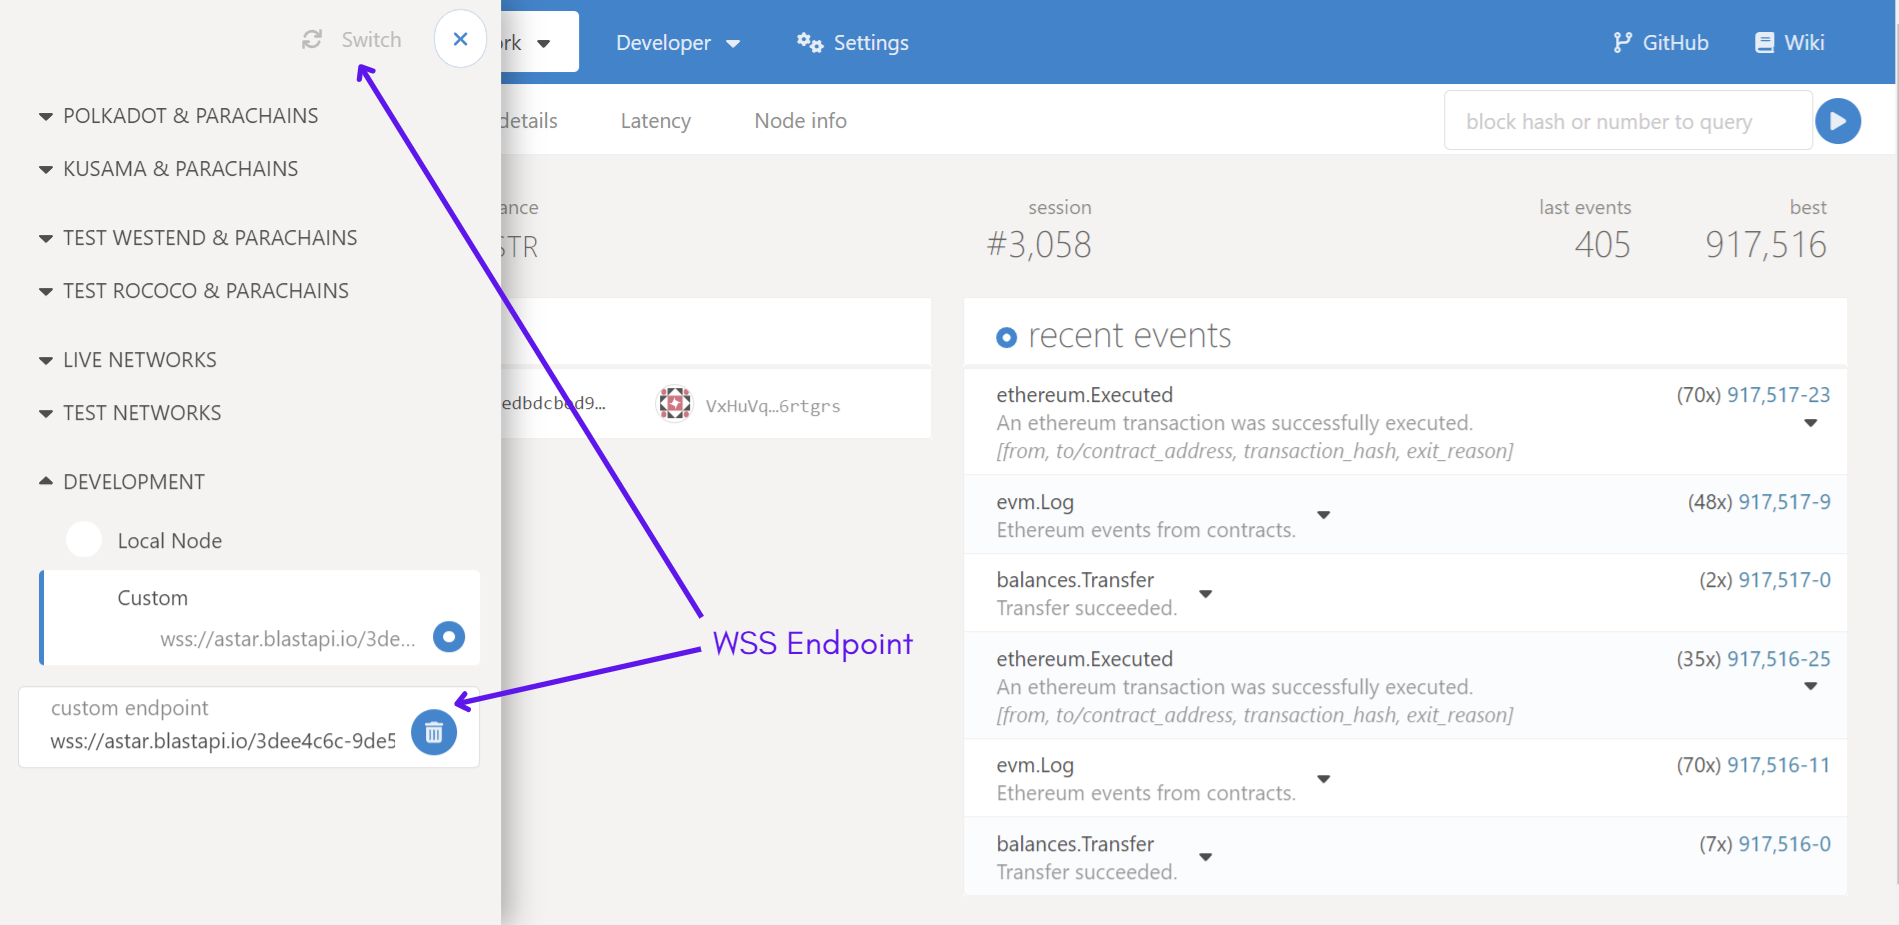 Switch
rk
Developer
Settings
GitHub
Wiki
POLKADOT & PARACHAINS
KUSAMA & PARACHAINS
TEST WESTEND & PARACHAINS
TEST ROCOCO & PARACHAINS
LIVE NETWORKS
TEST NETWORKS
DEVELOPMENT
Local Node
Custom
wss://astar.blastapi.io/3de...
custom endpoint
wss://astar.blastapi.io/3dee4c6c-9de5
details
Latency
Node info
block hash or number to query
ance
STR
session
#3,058
last events
405
best
917,516
VxHuVq…6rtgrs
WSS Endpoint
recent events
ethereum.Executed
(70x) 917,517-23
An ethereum transaction was successfully executed.
[from, to/contract_address, transaction_hash, exit_reason]
evm.Log
(48x) 917,517-9
Ethereum events from contracts.
balances.Transfer
(2x) 917,517-0
Transfer succeeded.
ethereum.Executed
(35x) 917,516-25
An ethereum transaction was successfully executed.
[from, to/contract_address, transaction_hash, exit_reason]
evm.Log
(70x) 917,516-11
Ethereum events from contracts.
balances.Transfer
(7x) 917,516-0
Transfer succeeded.